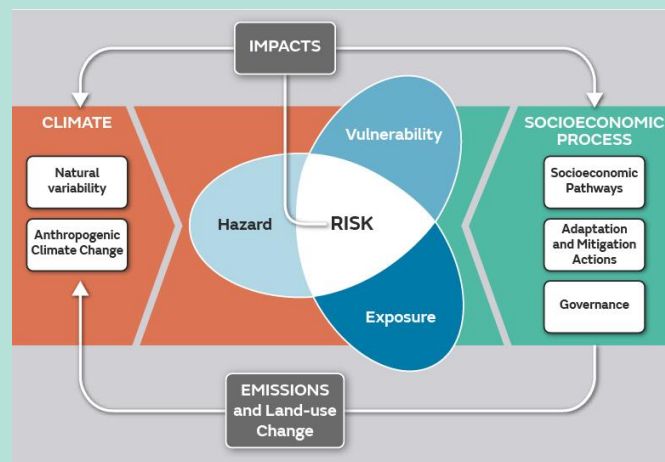 IMPACTS
CLIMATE
Natural
variability
Anthropogenic
Climate Change
Vulnerability
Hazard
RISK
Exposure
SOCIOECONOMIC
PROCESS
Socioeconomic
Pathways
Adaptation
and Mitigation
Actions
Governance
EMISSIONS
and Land-use
Change